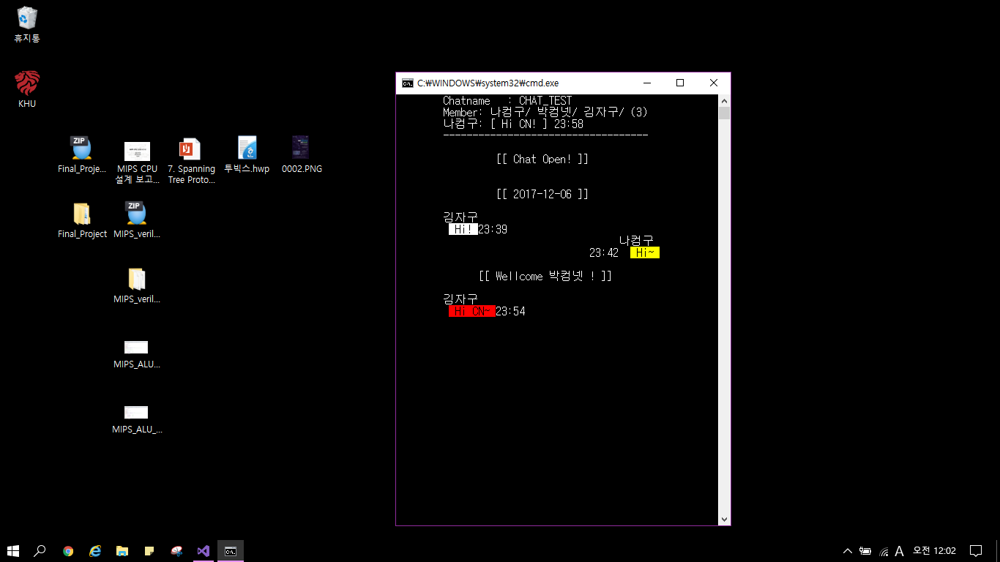 휴지통
KHU
ZIP
Final_Proje...
MIPS CPU
설계 보고...
7. Spanning
Tree Proto...
투빅스.hwp
0002.PNG
Final_Project
ZIP
MIPS_veril...
MIPS_veril...
MIPS_ALU...
MIPS_ALU_...
C:₩WINDOWS₩system32₩cmd.exe
Chatname : CHAT_TEST
Member: 나컴구/ 박컴넷/ 김자구/ (3)
나컴구: [ Hi CN! ] 23:58
-----------------------------------
[[ Chat Open! ]]
[[ 2017-12-06 ]]
김자구
Hi! 23:39
나컴구
23:42 Hi~
[[ Wellcome 박컴넷 ! ]]
김자구
Hi CN~ 23:54
A 오전 12:02